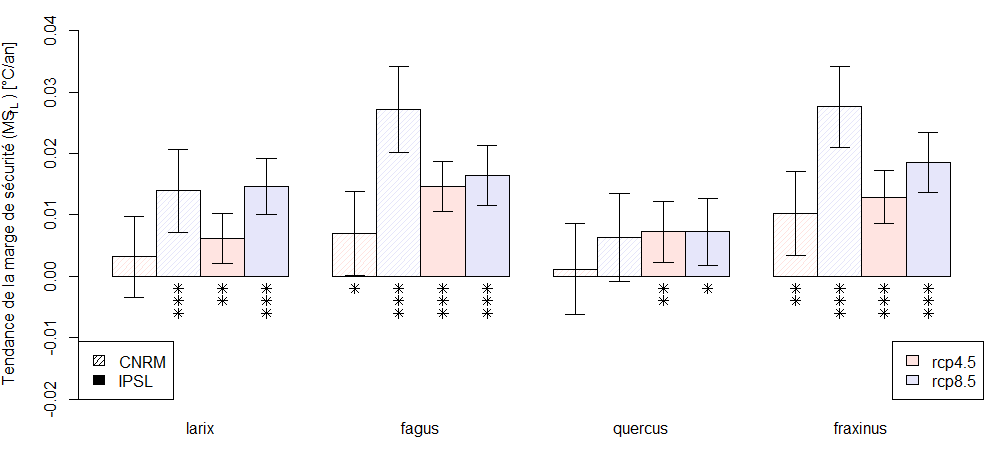 Tendance de la marge de sécurité (MSTL) [°C/an]
0.04
0.03
0.02
0.01
0.00
-0.01
-0.02
* *** ** *** * *** *** *** ** * ** *** *** ***
CNRM
IPSL
rcp4.5
rcp8.5
larix fagus quercus fraxinus